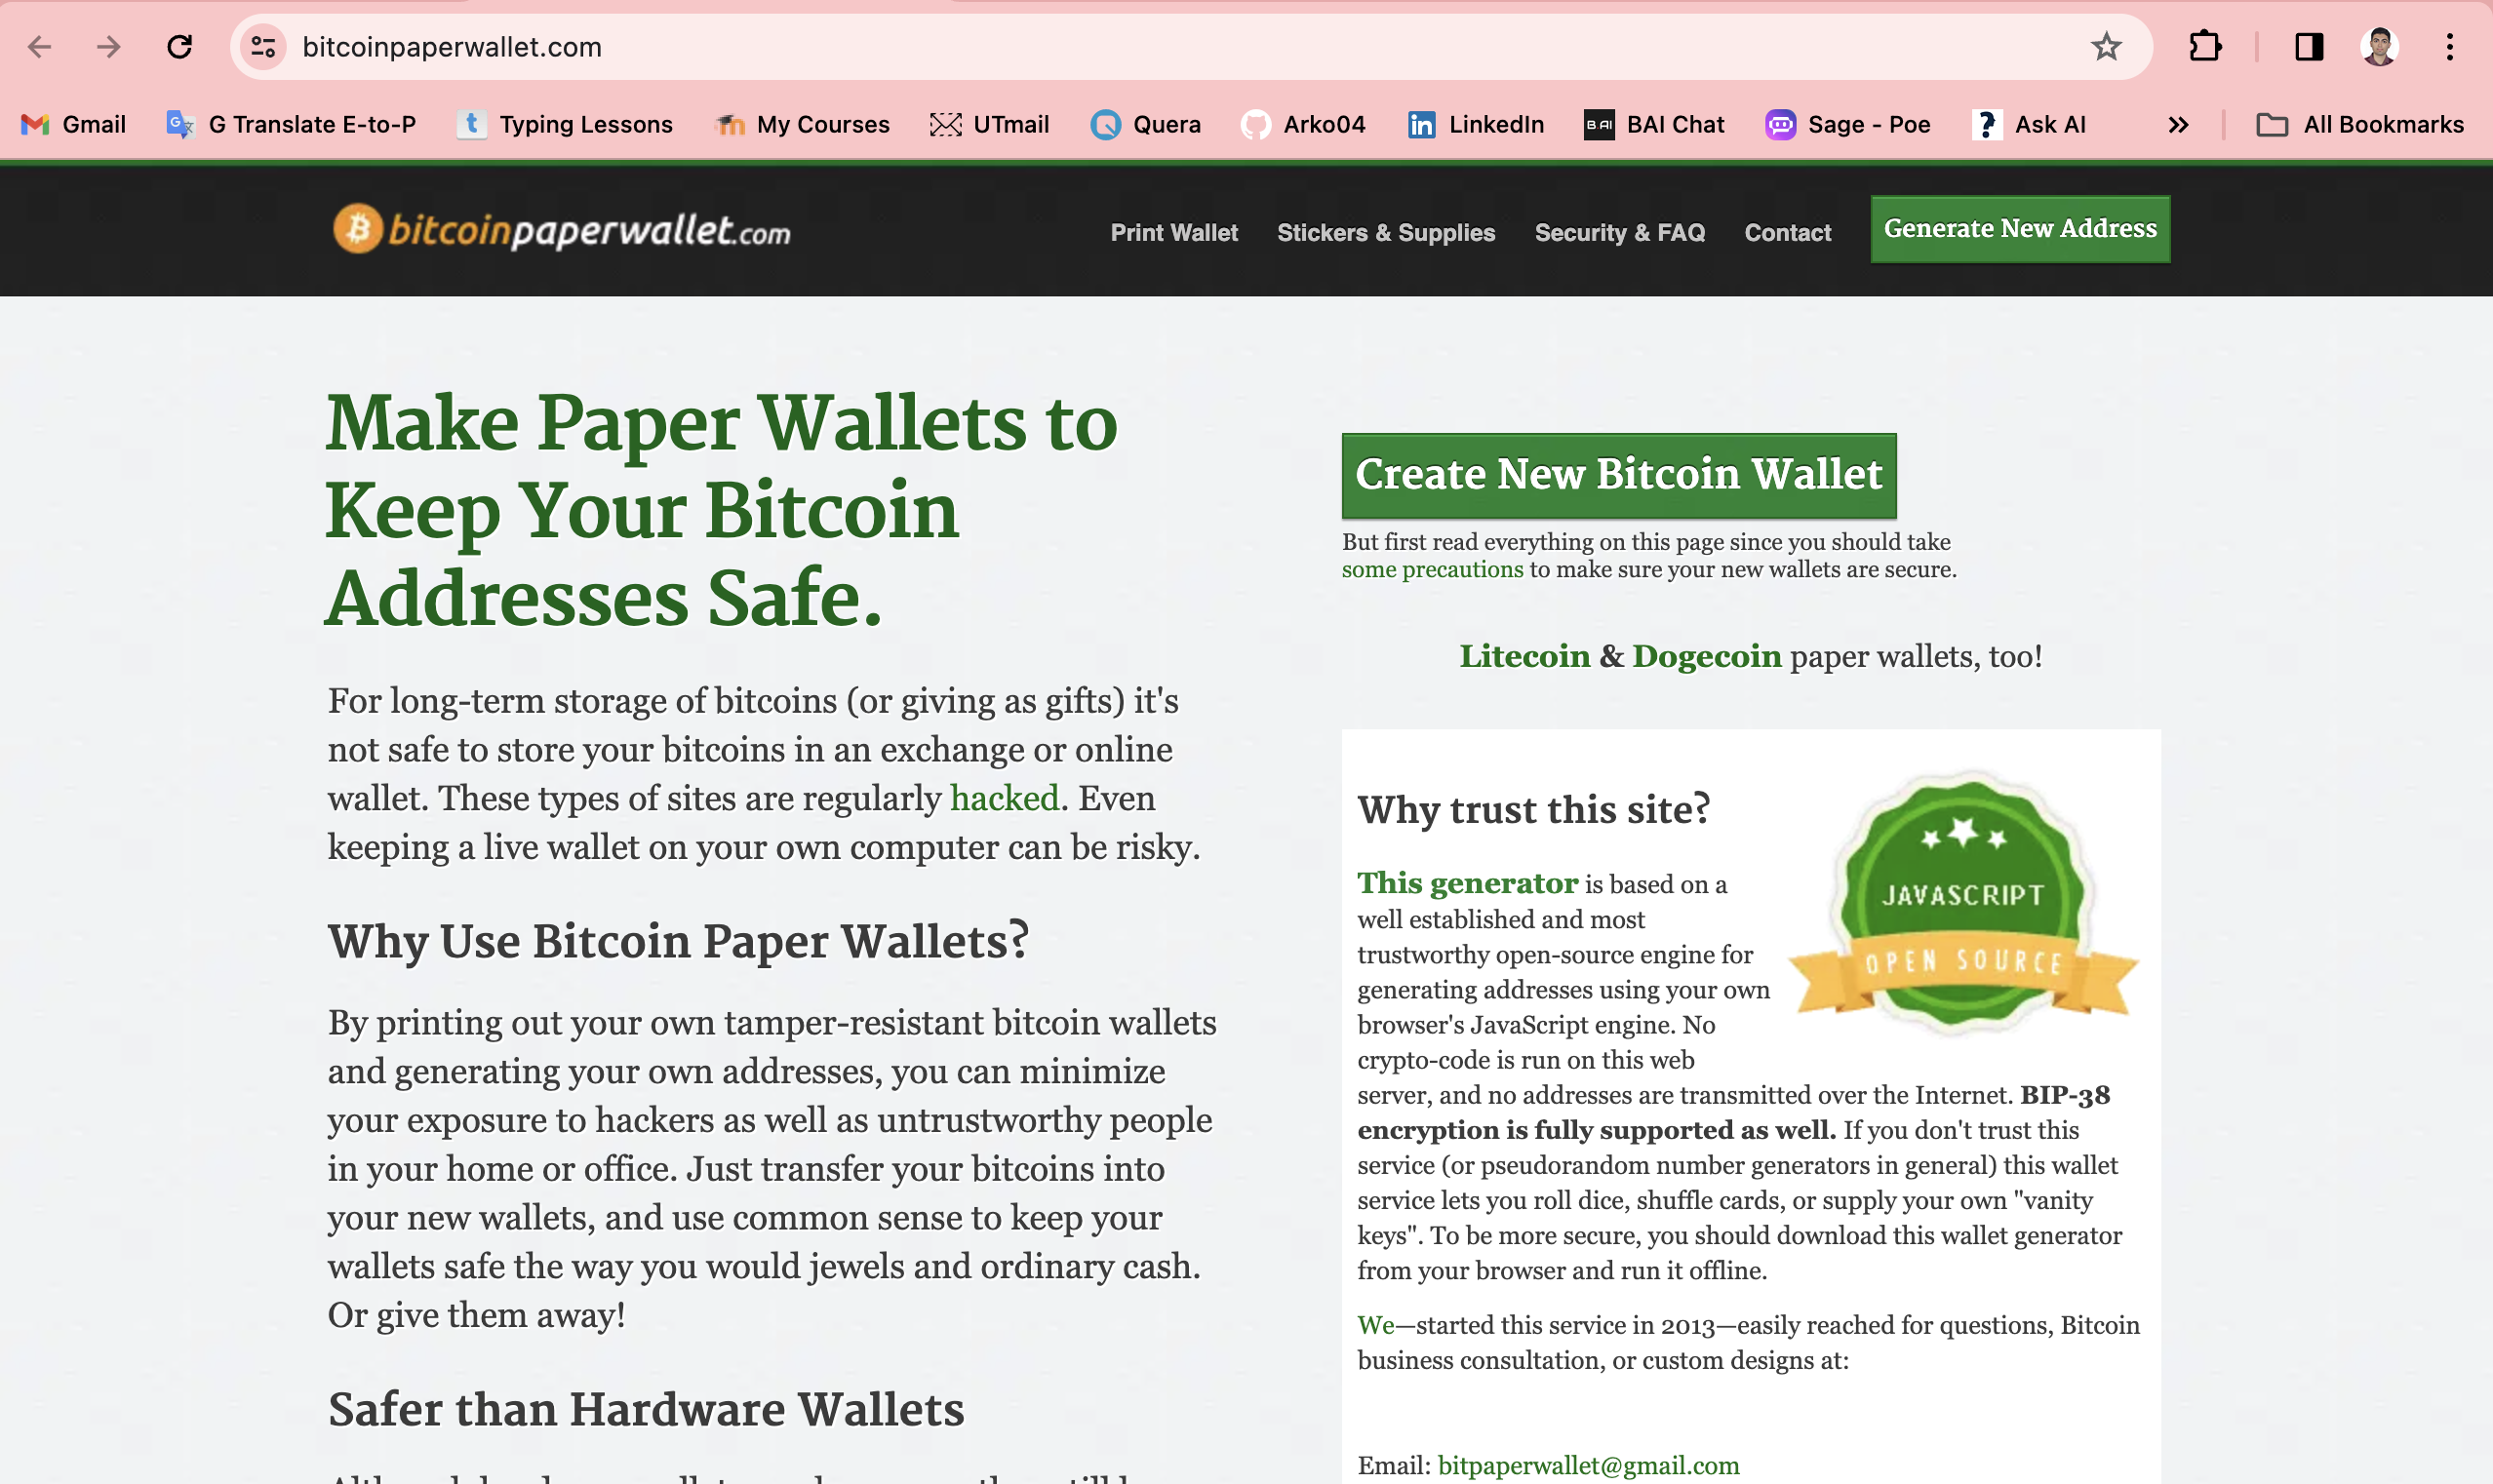 bitcoinpaperwallet.com
Gmail
G Translate E-to-P
Typing Lessons
My Courses
UTmail
Quera
Arko04
LinkedIn
BAI Chat
Sage - Poe
Ask AI
All Bookmarks
bitcoinpaperwallet.com
Print Wallet
Stickers & Supplies
Security & FAQ
Contact
Generate New Address
Make Paper Wallets to
Keep Your Bitcoin
Addresses Safe.
For long-term storage of bitcoins (or giving as gifts) it's
not safe to store your bitcoins in an exchange or online
wallet. These types of sites are regularly hacked. Even
keeping a live wallet on your own computer can be risky.
Why Use Bitcoin Paper Wallets?
By printing out your own tamper-resistant bitcoin wallets
and generating your own addresses, you can minimize
your exposure to hackers as well as untrustworthy people
in your home or office. Just transfer your bitcoins into
your new wallets, and use common sense to keep your
wallets safe the way you would jewels and ordinary cash.
Or give them away!
Safer than Hardware Wallets
Create New Bitcoin Wallet
But first read everything on this page since you should take
some precautions to make sure your new wallets are secure.
Litecoin & Dogecoin paper wallets, too!
Why trust this site?
JAVASCRIPT
OPEN SOURCE
This generator is based on a
well established and most
trustworthy open-source engine for
generating addresses using your own
browser's JavaScript engine. No
crypto-code is run on this web
server, and no addresses are transmitted over the Internet. BIP-38
encryption is fully supported as well. If you don't trust this
service (or pseudorandom number generators in general) this wallet
service lets you roll dice, shuffle cards, or supply your own "vanity
keys". To be more secure, you should download this wallet generator
from your browser and run it offline.
We—started this service in 2013—easily reached for questions, Bitcoin
business consultation, or custom designs at:
Email: bitpaperwallet@gmail.com